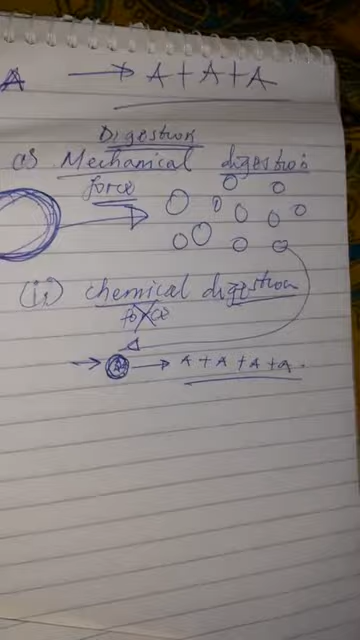 A → A + A + A
Digestion
(i) Mechanical digestion
force
(ii) chemical digestion
force
→ → A + A + A + A